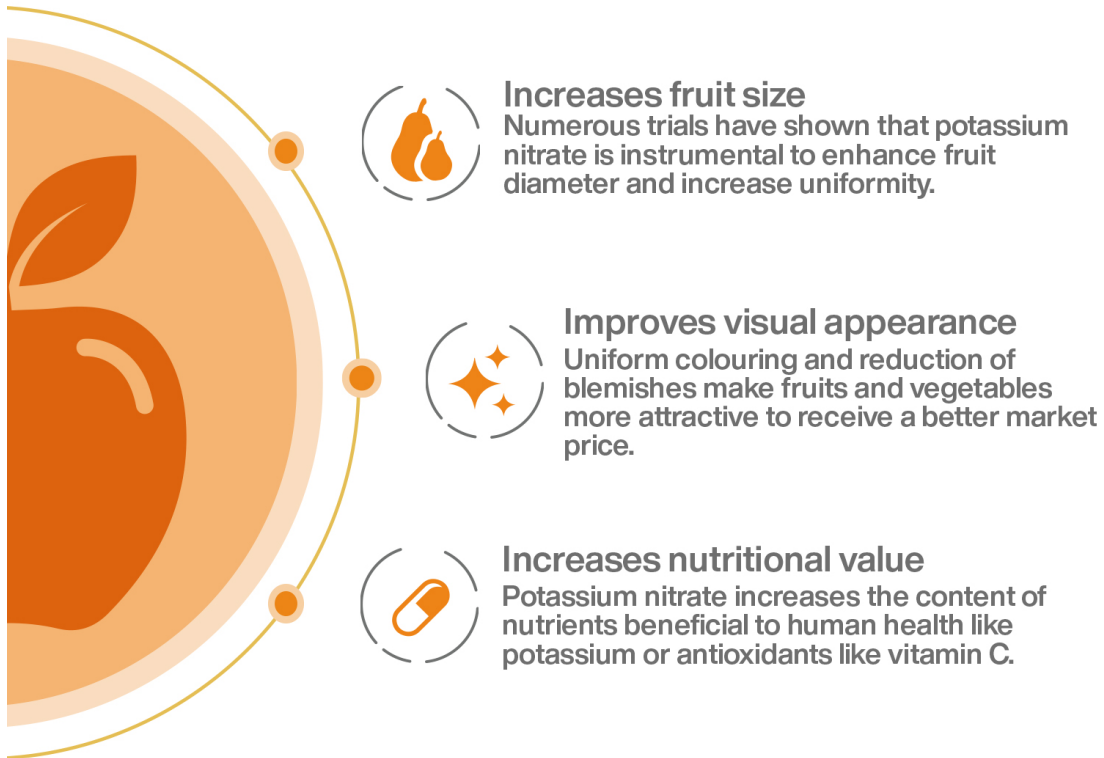 Increases fruit size
Numerous trials have shown that potassium
nitrate is instrumental to enhance fruit
diameter and increase uniformity.
Improves visual appearance
Uniform colouring and reduction of
blemishes make fruits and vegetables
more attractive to receive a better market
price.
Increases nutritional value
Potassium nitrate increases the content of
nutrients beneficial to human health like
potassium or antioxidants like vitamin C.